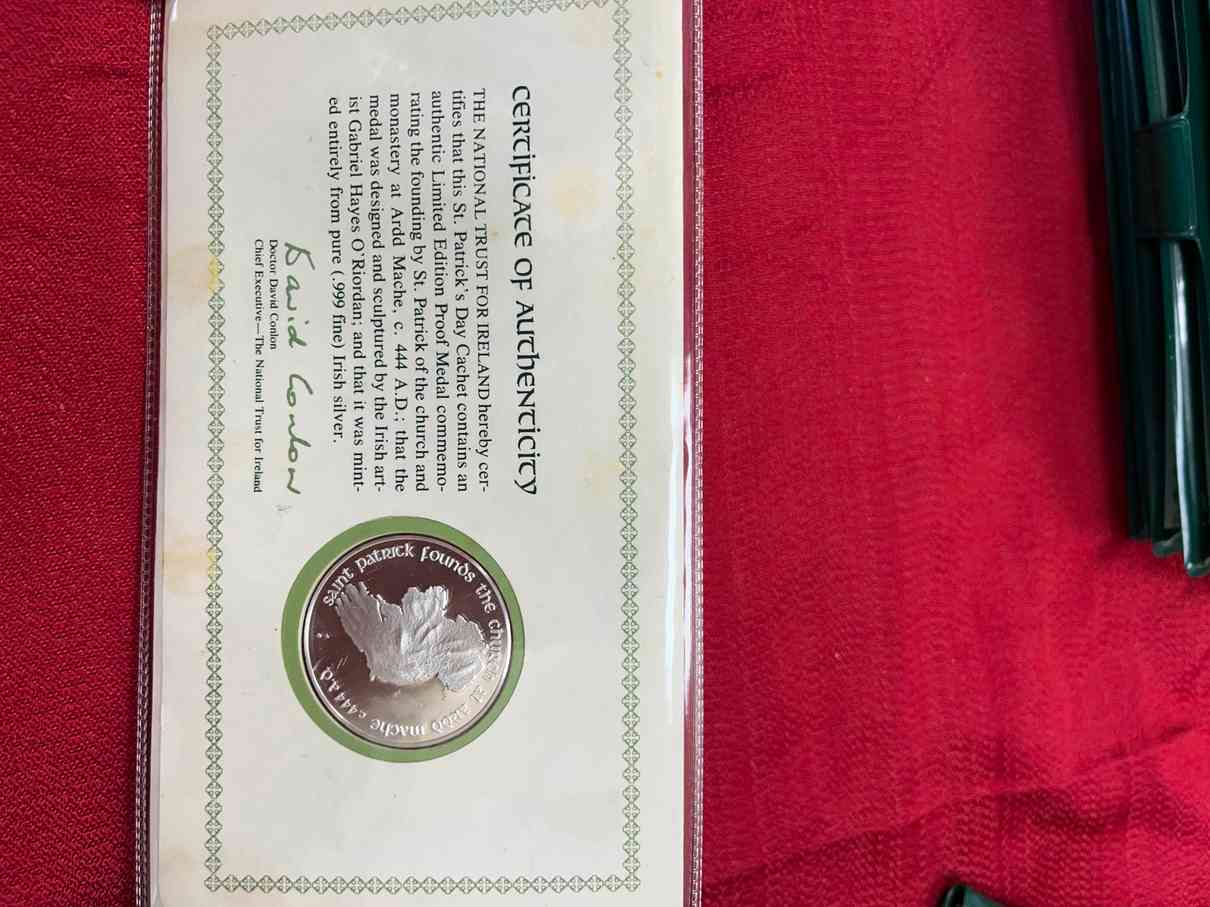 CERTIFICATE OF AUTHENTICITY
THE NATIONAL TRUST FOR IRELAND hereby cer-
tifies that this St. Patrick's Day Cachet contains an
authentic Limited Edition Proof Medal commemo-
rating the founding by St. Patrick of the church and
monastery at Ardd Mache, c. 444 A.D.; that the
medal was designed and sculptured by the Irish art-
ist Gabriel Hayes O'Riordan; and that it was mint-
ed entirely from pure (.999 fine) Irish silver.
David Conlon
Doctor David Conlon
Chief Executive—The National Trust for Ireland
saint patrick founds the church at ardd mache c444 a.d.